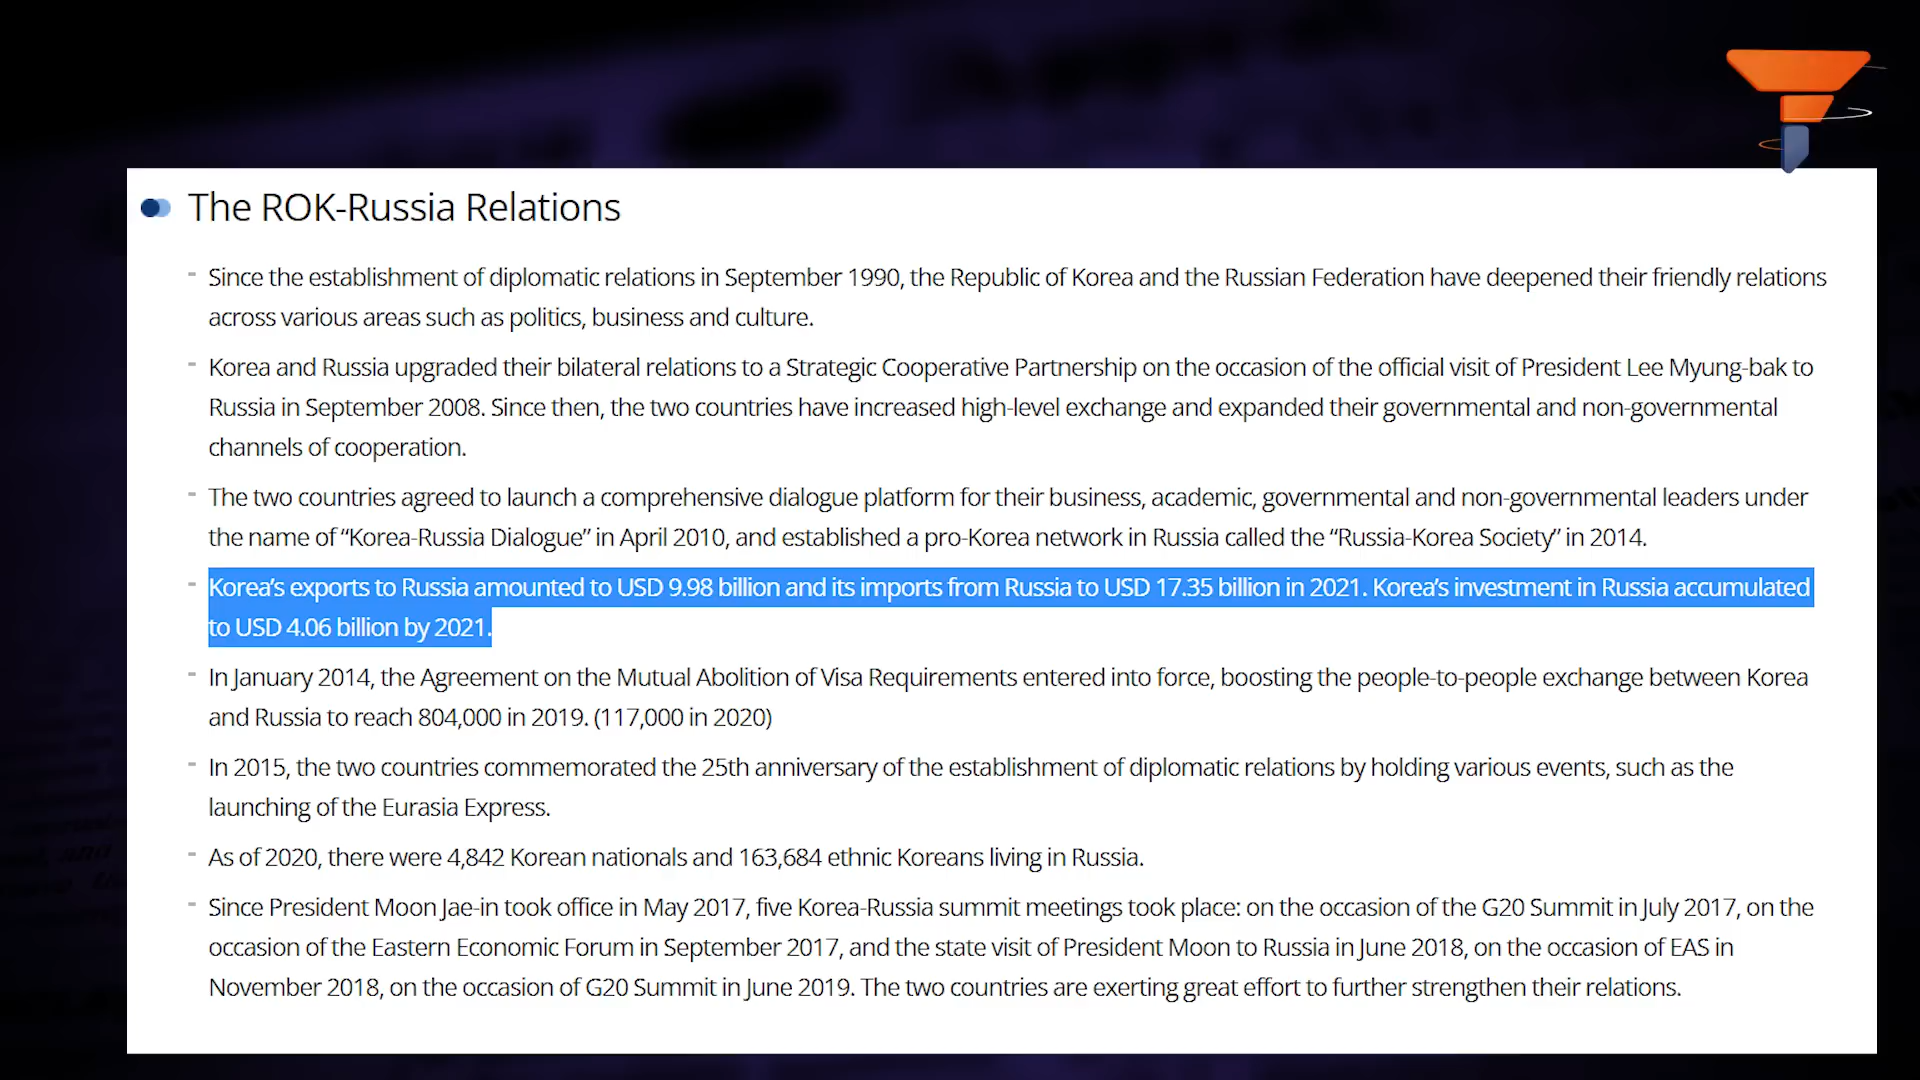 The ROK-Russia Relations
- Since the establishment of diplomatic relations in September 1990, the Republic of Korea and the Russian Federation have deepened their friendly relations
across various areas such as politics, business and culture.
- Korea and Russia upgraded their bilateral relations to a Strategic Cooperative Partnership on the occasion of the official visit of President Lee Myung-bak to
Russia in September 2008. Since then, the two countries have increased high-level exchange and expanded their governmental and non-governmental
channels of cooperation.
- The two countries agreed to launch a comprehensive dialogue platform for their business, academic, governmental and non-governmental leaders under
the name of “Korea-Russia Dialogue” in April 2010, and established a pro-Korea network in Russia called the “Russia-Korea Society” in 2014.
- Korea’s exports to Russia amounted to USD 9.98 billion and its imports from Russia to USD 17.35 billion in 2021. Korea’s investment in Russia accumulated
to USD 4.06 billion by 2021.
- In January 2014, the Agreement on the Mutual Abolition of Visa Requirements entered into force, boosting the people-to-people exchange between Korea
and Russia to reach 804,000 in 2019. (117,000 in 2020)
- In 2015, the two countries commemorated the 25th anniversary of the establishment of diplomatic relations by holding various events, such as the
launching of the Eurasia Express.
- As of 2020, there were 4,842 Korean nationals and 163,684 ethnic Koreans living in Russia.
- Since President Moon Jae-in took office in May 2017, five Korea-Russia summit meetings took place: on the occasion of the G20 Summit in July 2017, on the
occasion of the Eastern Economic Forum in September 2017, and the state visit of President Moon to Russia in June 2018, on the occasion of EAS in
November 2018, on the occasion of G20 Summit in June 2019. The two countries are exerting great effort to further strengthen their relations.